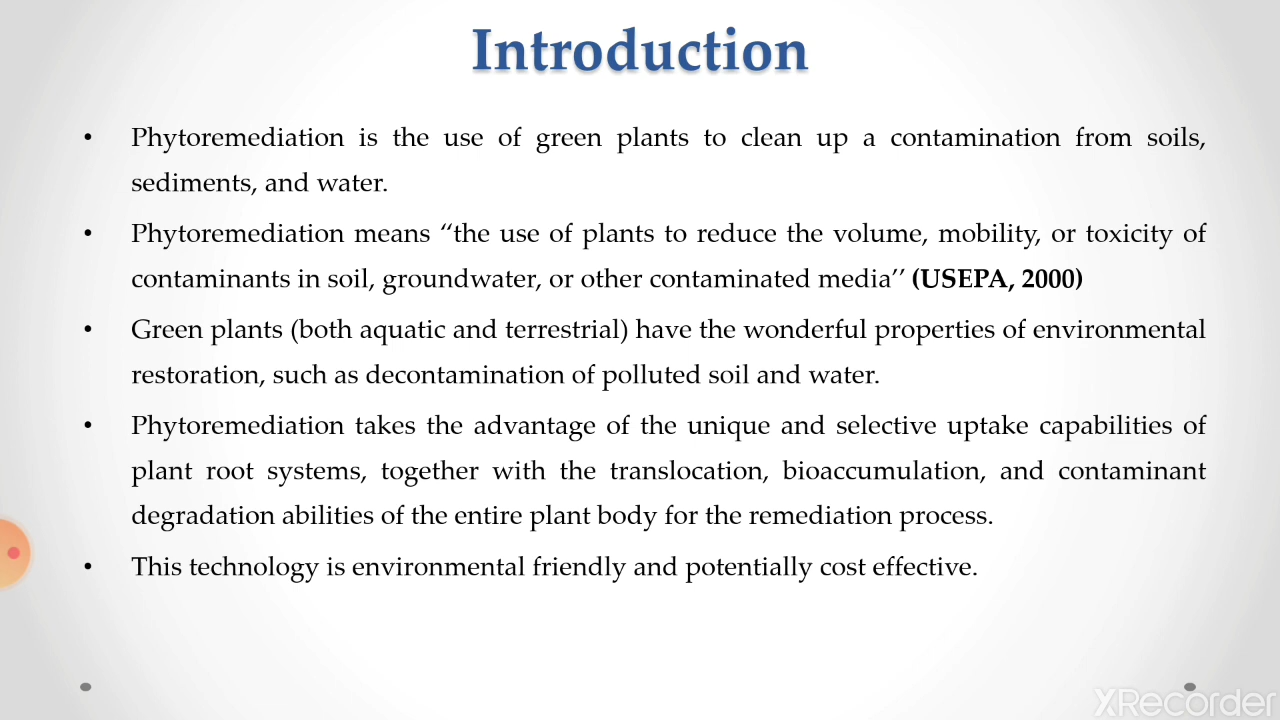 Introduction
• Phytoremediation is the use of green plants to clean up a contamination from soils,
sediments, and water.
• Phytoremediation means ‘‘the use of plants to reduce the volume, mobility, or toxicity of
contaminants in soil, groundwater, or other contaminated media’’ (USEPA, 2000)
• Green plants (both aquatic and terrestrial) have the wonderful properties of environmental
restoration, such as decontamination of polluted soil and water.
• Phytoremediation takes the advantage of the unique and selective uptake capabilities of
plant root systems, together with the translocation, bioaccumulation, and contaminant
degradation abilities of the entire plant body for the remediation process.
• This technology is environmental friendly and potentially cost effective.
XRecorder